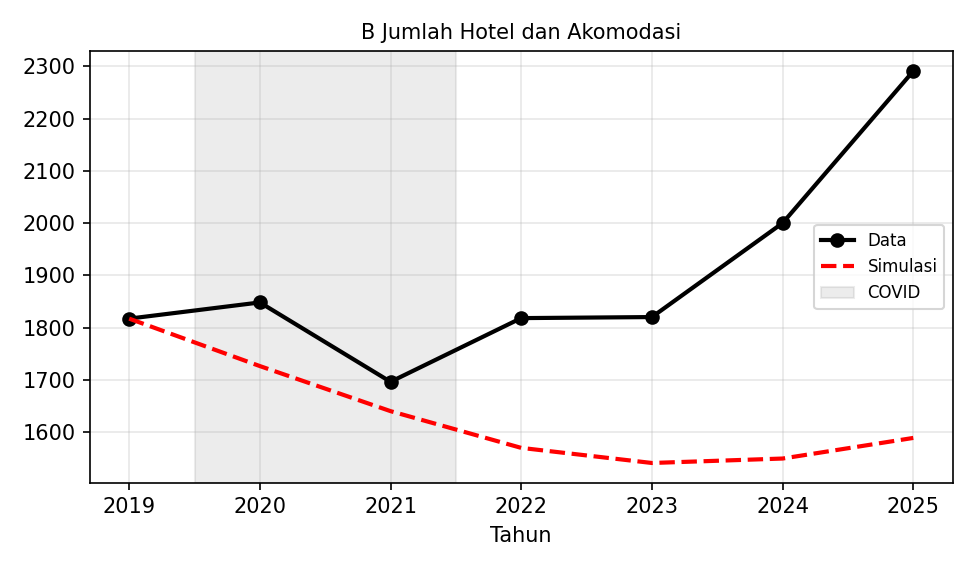 B Jumlah Hotel dan Akomodasi
2300
2200
2100
2000
1900
1800
1700
1600
Data
Simulasi
COVID
2019 2020 2021 2022 2023 2024 2025
Tahun